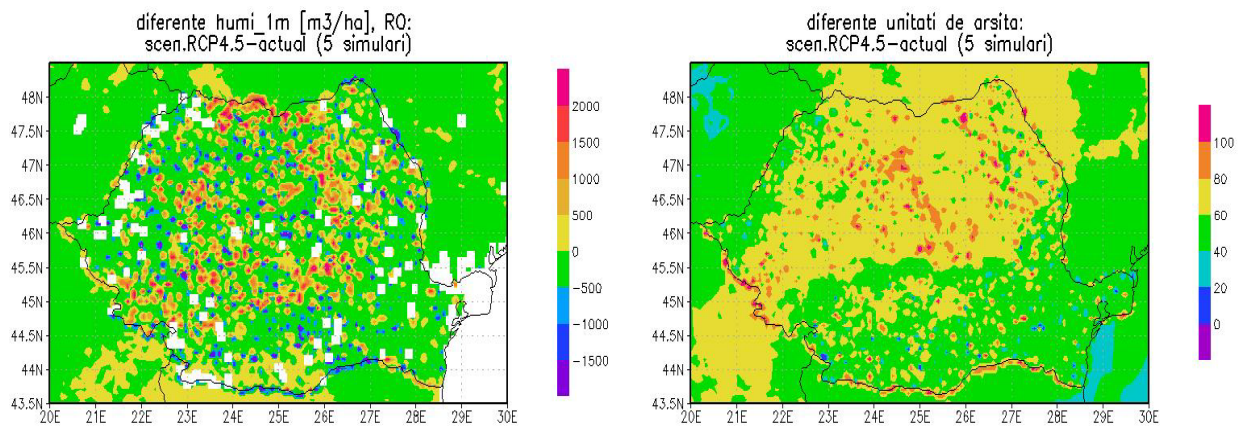 diferente humi_1m [m3/ha], RO:
scen.RCP4.5-actual (5 simulari)
48N
47.5N
47N
46.5N
46N
45.5N
45N
44.5N
44N
43.5N
20E 21E 22E 23E 24E 25E 26E 27E 28E 29E 30E
2000
1500
1000
500
0
-500
-1000
-1500
diferente unitati de arsita:
scen.RCP4.5-actual (5 simulari)
48N
47.5N
47N
46.5N
46N
45.5N
45N
44.5N
44N
43.5N
20E 21E 22E 23E 24E 25E 26E 27E 28E 29E 30E
100
80
60
40
20
0